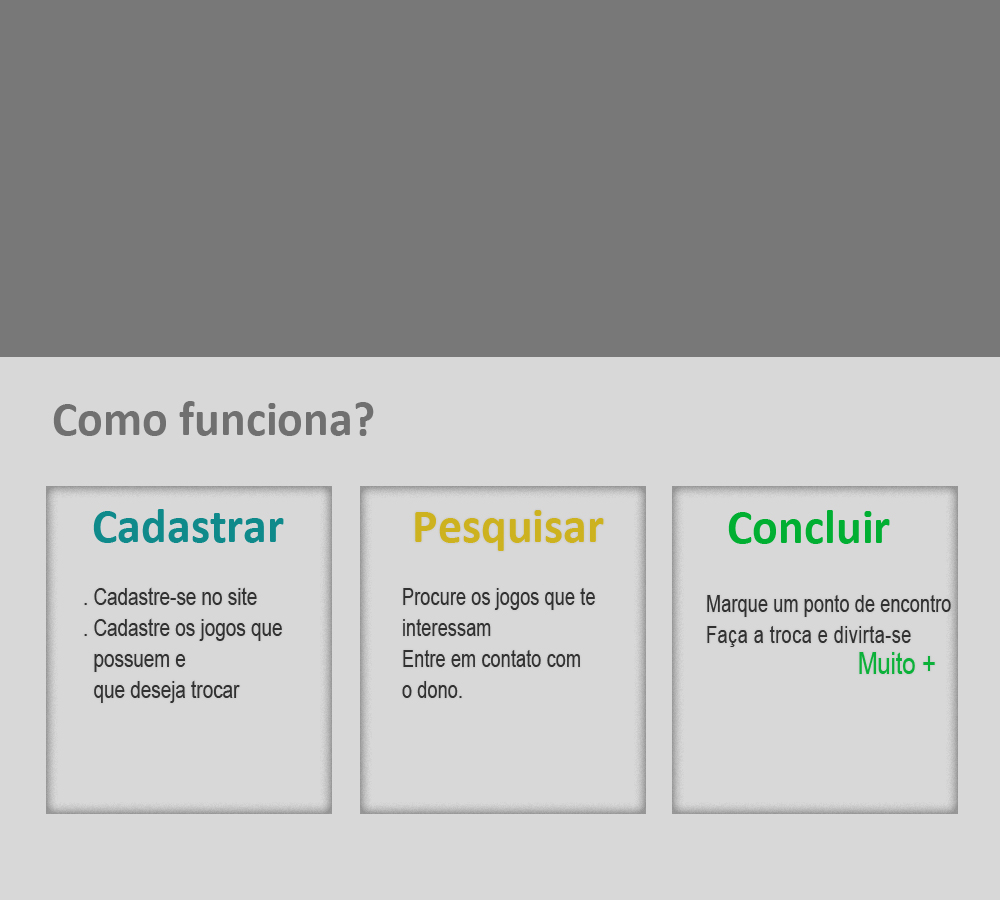 Como funciona?
Cadastrar
. Cadastre-se no site
. Cadastre os jogos que
possuem e
que deseja trocar
Pesquisar
Procure os jogos que te
interessam
Entre em contato com
o dono.
Concluir
Marque um ponto de encontro
Faça a troca e divirta-se
Muito +